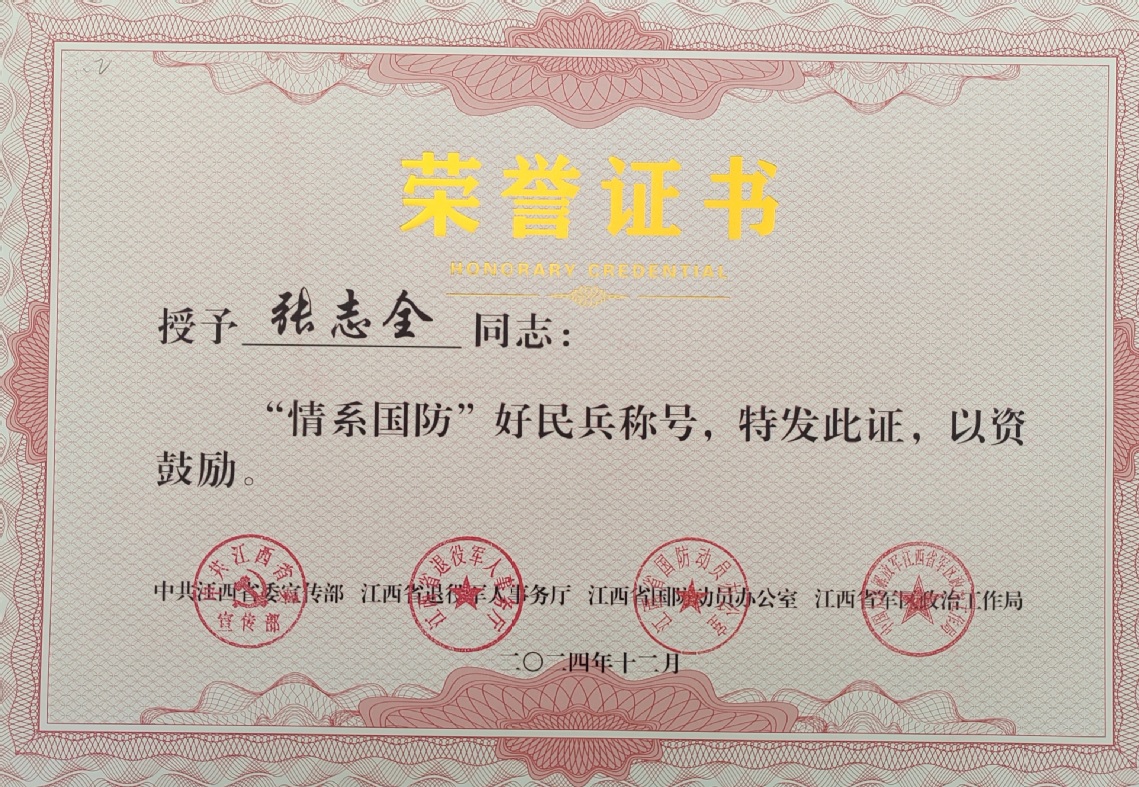 荣誉证书
HONORARY CREDENTIAL
授予 张志全 同志：
“情系国防”好民兵称号，特发此证，以资
鼓励。
中共江西省委宣传部 江西省退役军人事务厅 江西省国防动员办公室 江西省军区政治工作局
二〇二四年十二月